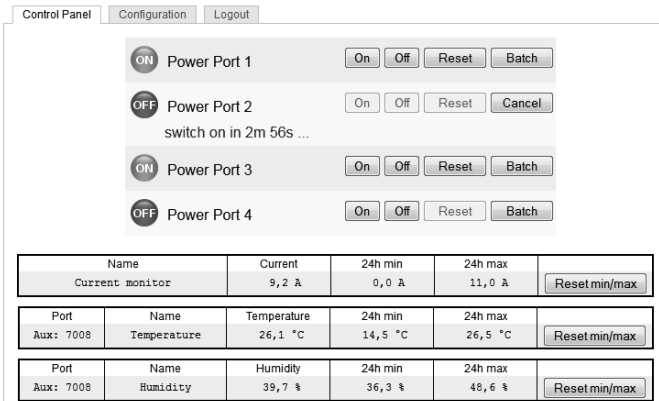 Control Panel Configuration Logout
ON Power Port 1 On Off Reset Batch
OFF Power Port 2 On Off Reset Cancel
switch on in 2m 56s ...
ON Power Port 3 On Off Reset Batch
OFF Power Port 4 On Off Reset Batch
Name Current 24h min 24h max
Current monitor 9,2 A 0,0 A 11,0 A Reset min/max
Port Name Temperature 24h min 24h max
Aux: 7008 Temperature 26,1 °C 14,5 °C 26,5 °C Reset min/max
Port Name Humidity 24h min 24h max
Aux: 7008 Humidity 39,7 % 36,3 % 48,6 % Reset min/max